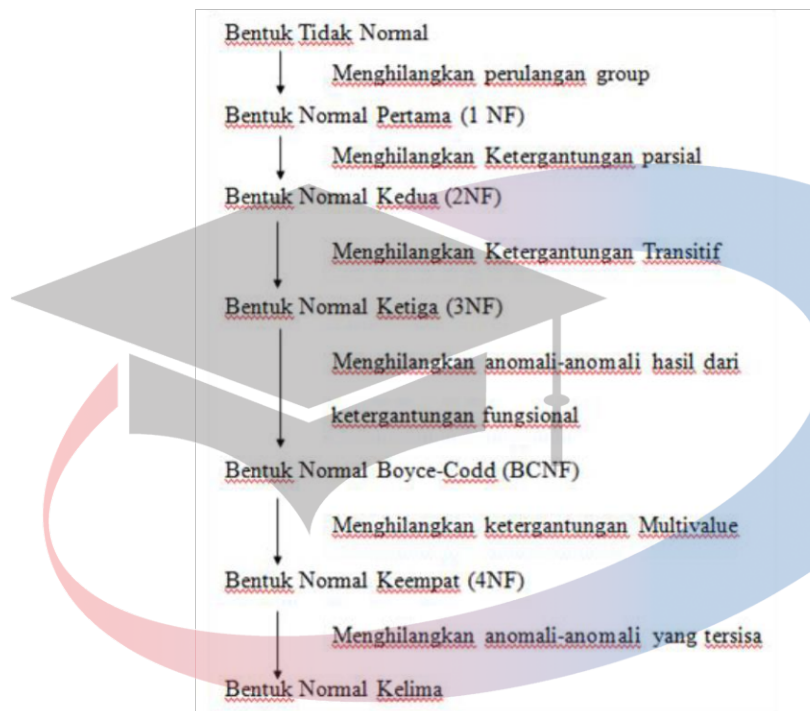 Bentuk Tidak Normal
Menghilangkan perulangan group
Bentuk Normal Pertama (1 NF)
Menghilangkan Ketergantungan parsial
Bentuk Normal Kedua (2NF)
Menghilangkan Ketergantungan Transitif
Bentuk Normal Ketiga (3NF)
Menghilangkan anomali-anomali hasil dari
ketergantungan fungsional
Bentuk Normal Boyce-Codd (BCNF)
Menghilangkan ketergantungan Multivalue
Bentuk Normal Keempat (4NF)
Menghilangkan anomali-anomali yang tersisa
Bentuk Normal Kelima